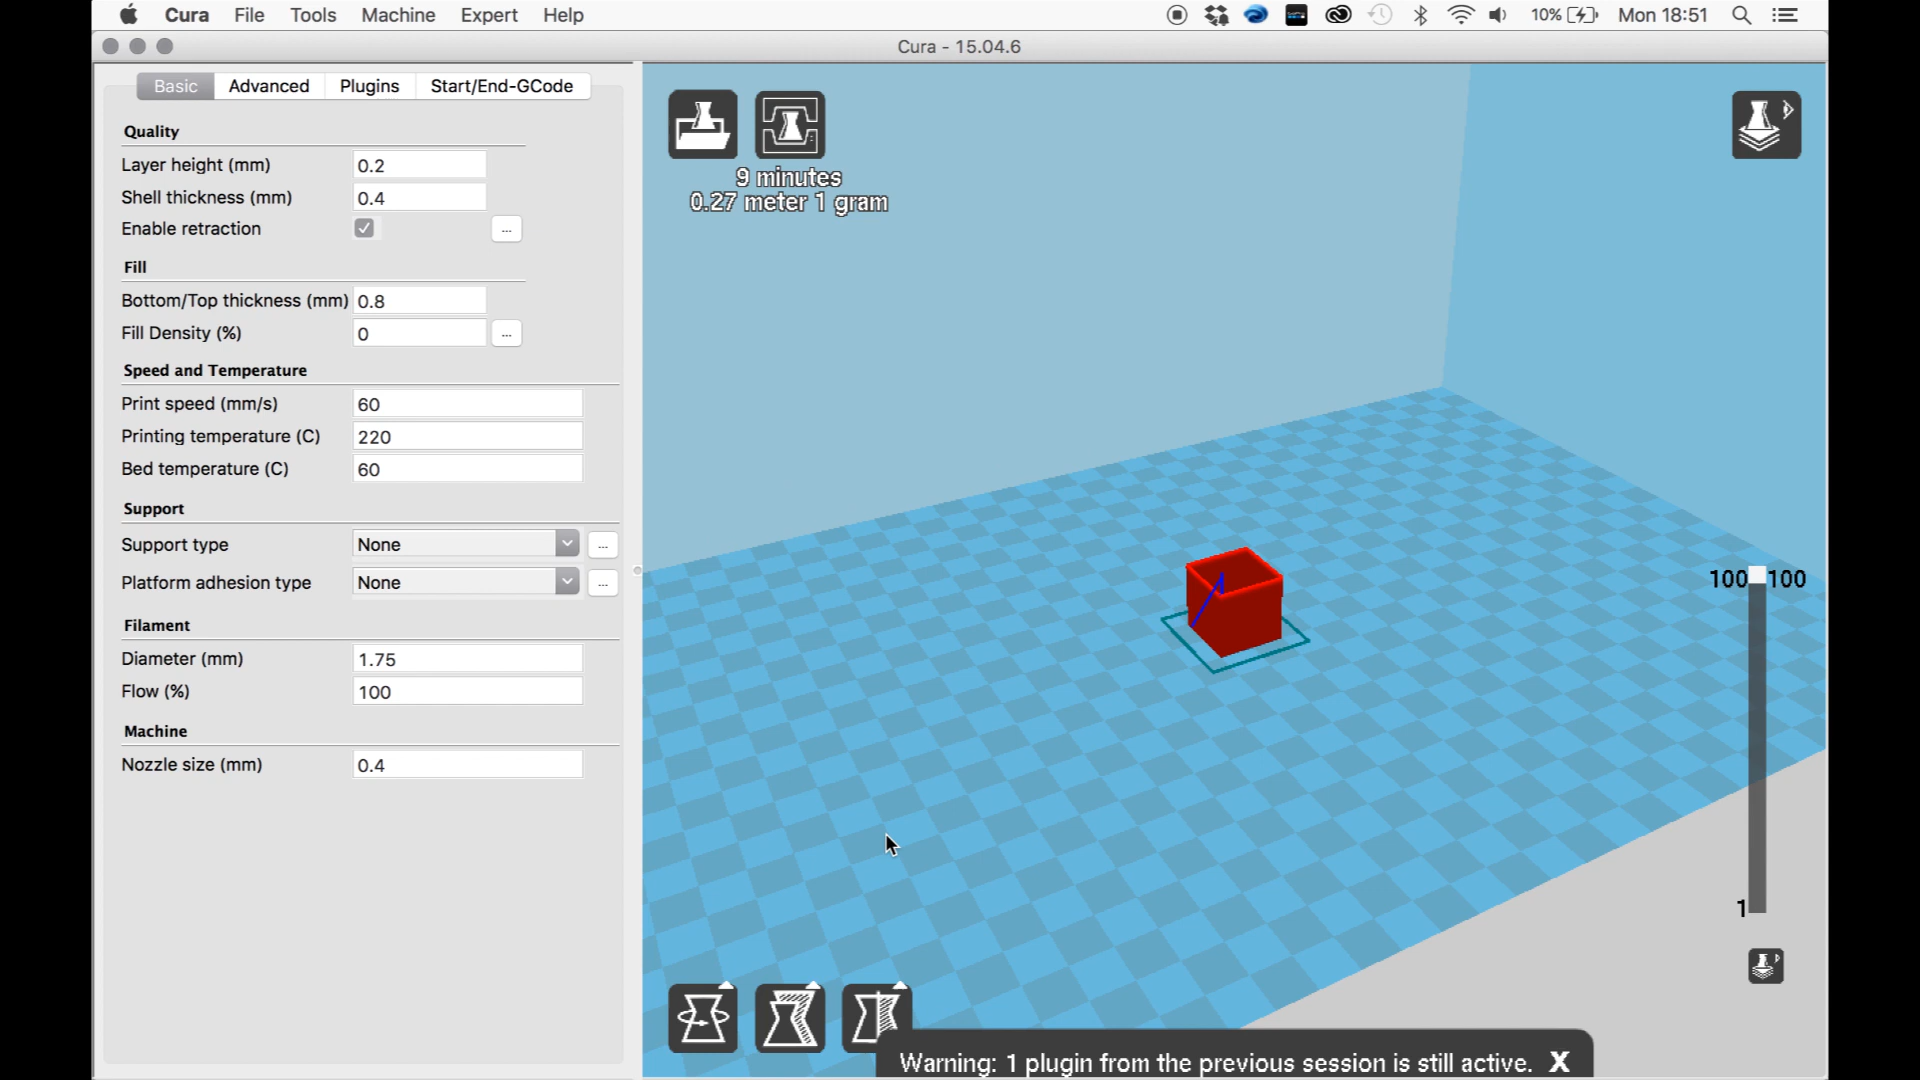 Cura File Tools Machine Expert Help 10% Mon 18:51
Cura - 15.04.6
Basic Advanced Plugins Start/End-GCode
Quality
Layer height (mm) 0.2
Shell thickness (mm) 0.4
Enable retraction ...
Fill
Bottom/Top thickness (mm) 0.8
Fill Density (%) 0 ...
Speed and Temperature
Print speed (mm/s) 60
Printing temperature (C) 220
Bed temperature (C) 60
Support
Support type None ...
Platform adhesion type None ...
Filament
Diameter (mm) 1.75
Flow (%) 100
Machine
Nozzle size (mm) 0.4
9 minutes
0.27 meter 1 gram
100 100
1
Warning: 1 plugin from the previous session is still active. X